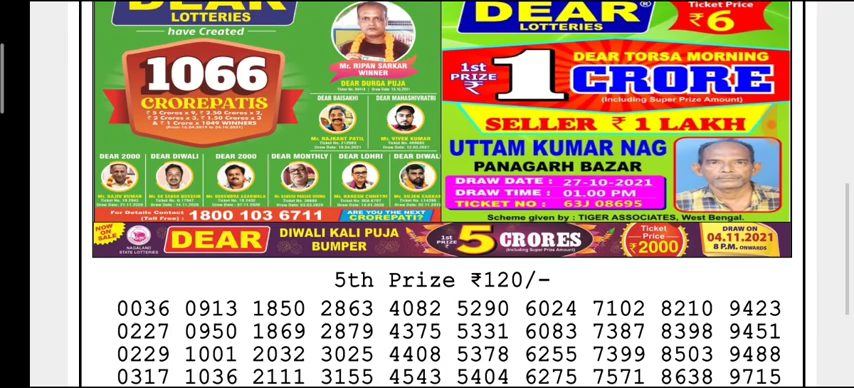 DEAR
LOTTERIES
have Created
1066
CROREPATIS
Mr. RIPAN SARKAR
WINNER
DEAR DURGA PUJA
DEAR BAISAKHI
DEAR MAHASHIVRATRI
Mr. RAJKANT PATIL
Mr. VIVEK KUMAR
DEAR 2000
DEAR DIWALI
DEAR 2000
DEAR MONTHLY
DEAR LOHRI
DEAR DIWALI
For Details Contact
(Toll Free)
1800 103 6711
ARE YOU THE NEXT
CROREPATI?
DEAR
LOTTERIES
Ticket Price
₹6
DEAR TORSA MORNING
1st
PRIZE
₹
1
CRORE
(Including Super Prize Amount)
SELLER ₹ 1 LAKH
UTTAM KUMAR NAG
PANAGARH BAZAR
DRAW DATE : 27-10-2021
DRAW TIME : 01.00 PM
TICKET NO : 63J 08695
Scheme given by : TIGER ASSOCIATES, West Bengal.
NOW ON SALE
NAGALAND
STATE LOTTERIES
DEAR
DIWALI KALI PUJA
BUMPER
1st
PRIZE
₹
5
CRORES
(Including Super Prize Amount)
Ticket
Price
₹2000
DRAW ON
04.11.2021
8 P.M. ONWARDS
5th Prize ₹120/-
0036 0913 1850 2863 4082 5290 6024 7102 8210 9423
0227 0950 1869 2879 4375 5331 6083 7387 8398 9451
0229 1001 2032 3025 4408 5378 6255 7399 8503 9488
0317 1036 2111 3155 4543 5404 6275 7571 8638 9715